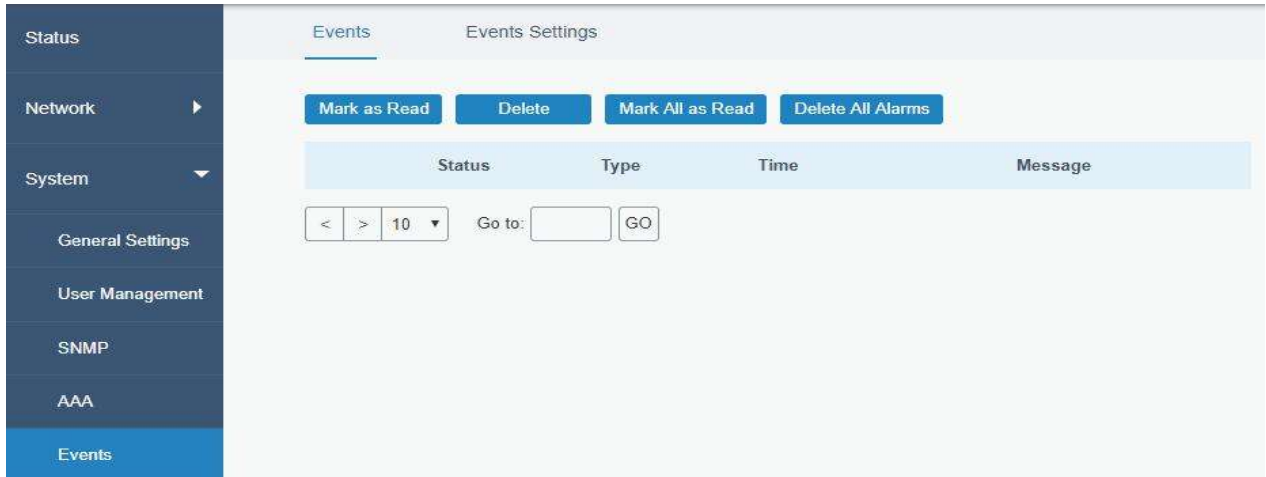 Status
Network
System
General Settings
User Management
SNMP
AAA
Events
Events Events Settings
Mark as Read Delete Mark All as Read Delete All Alarms
Status Type Time Message
< > 10 Go to: GO